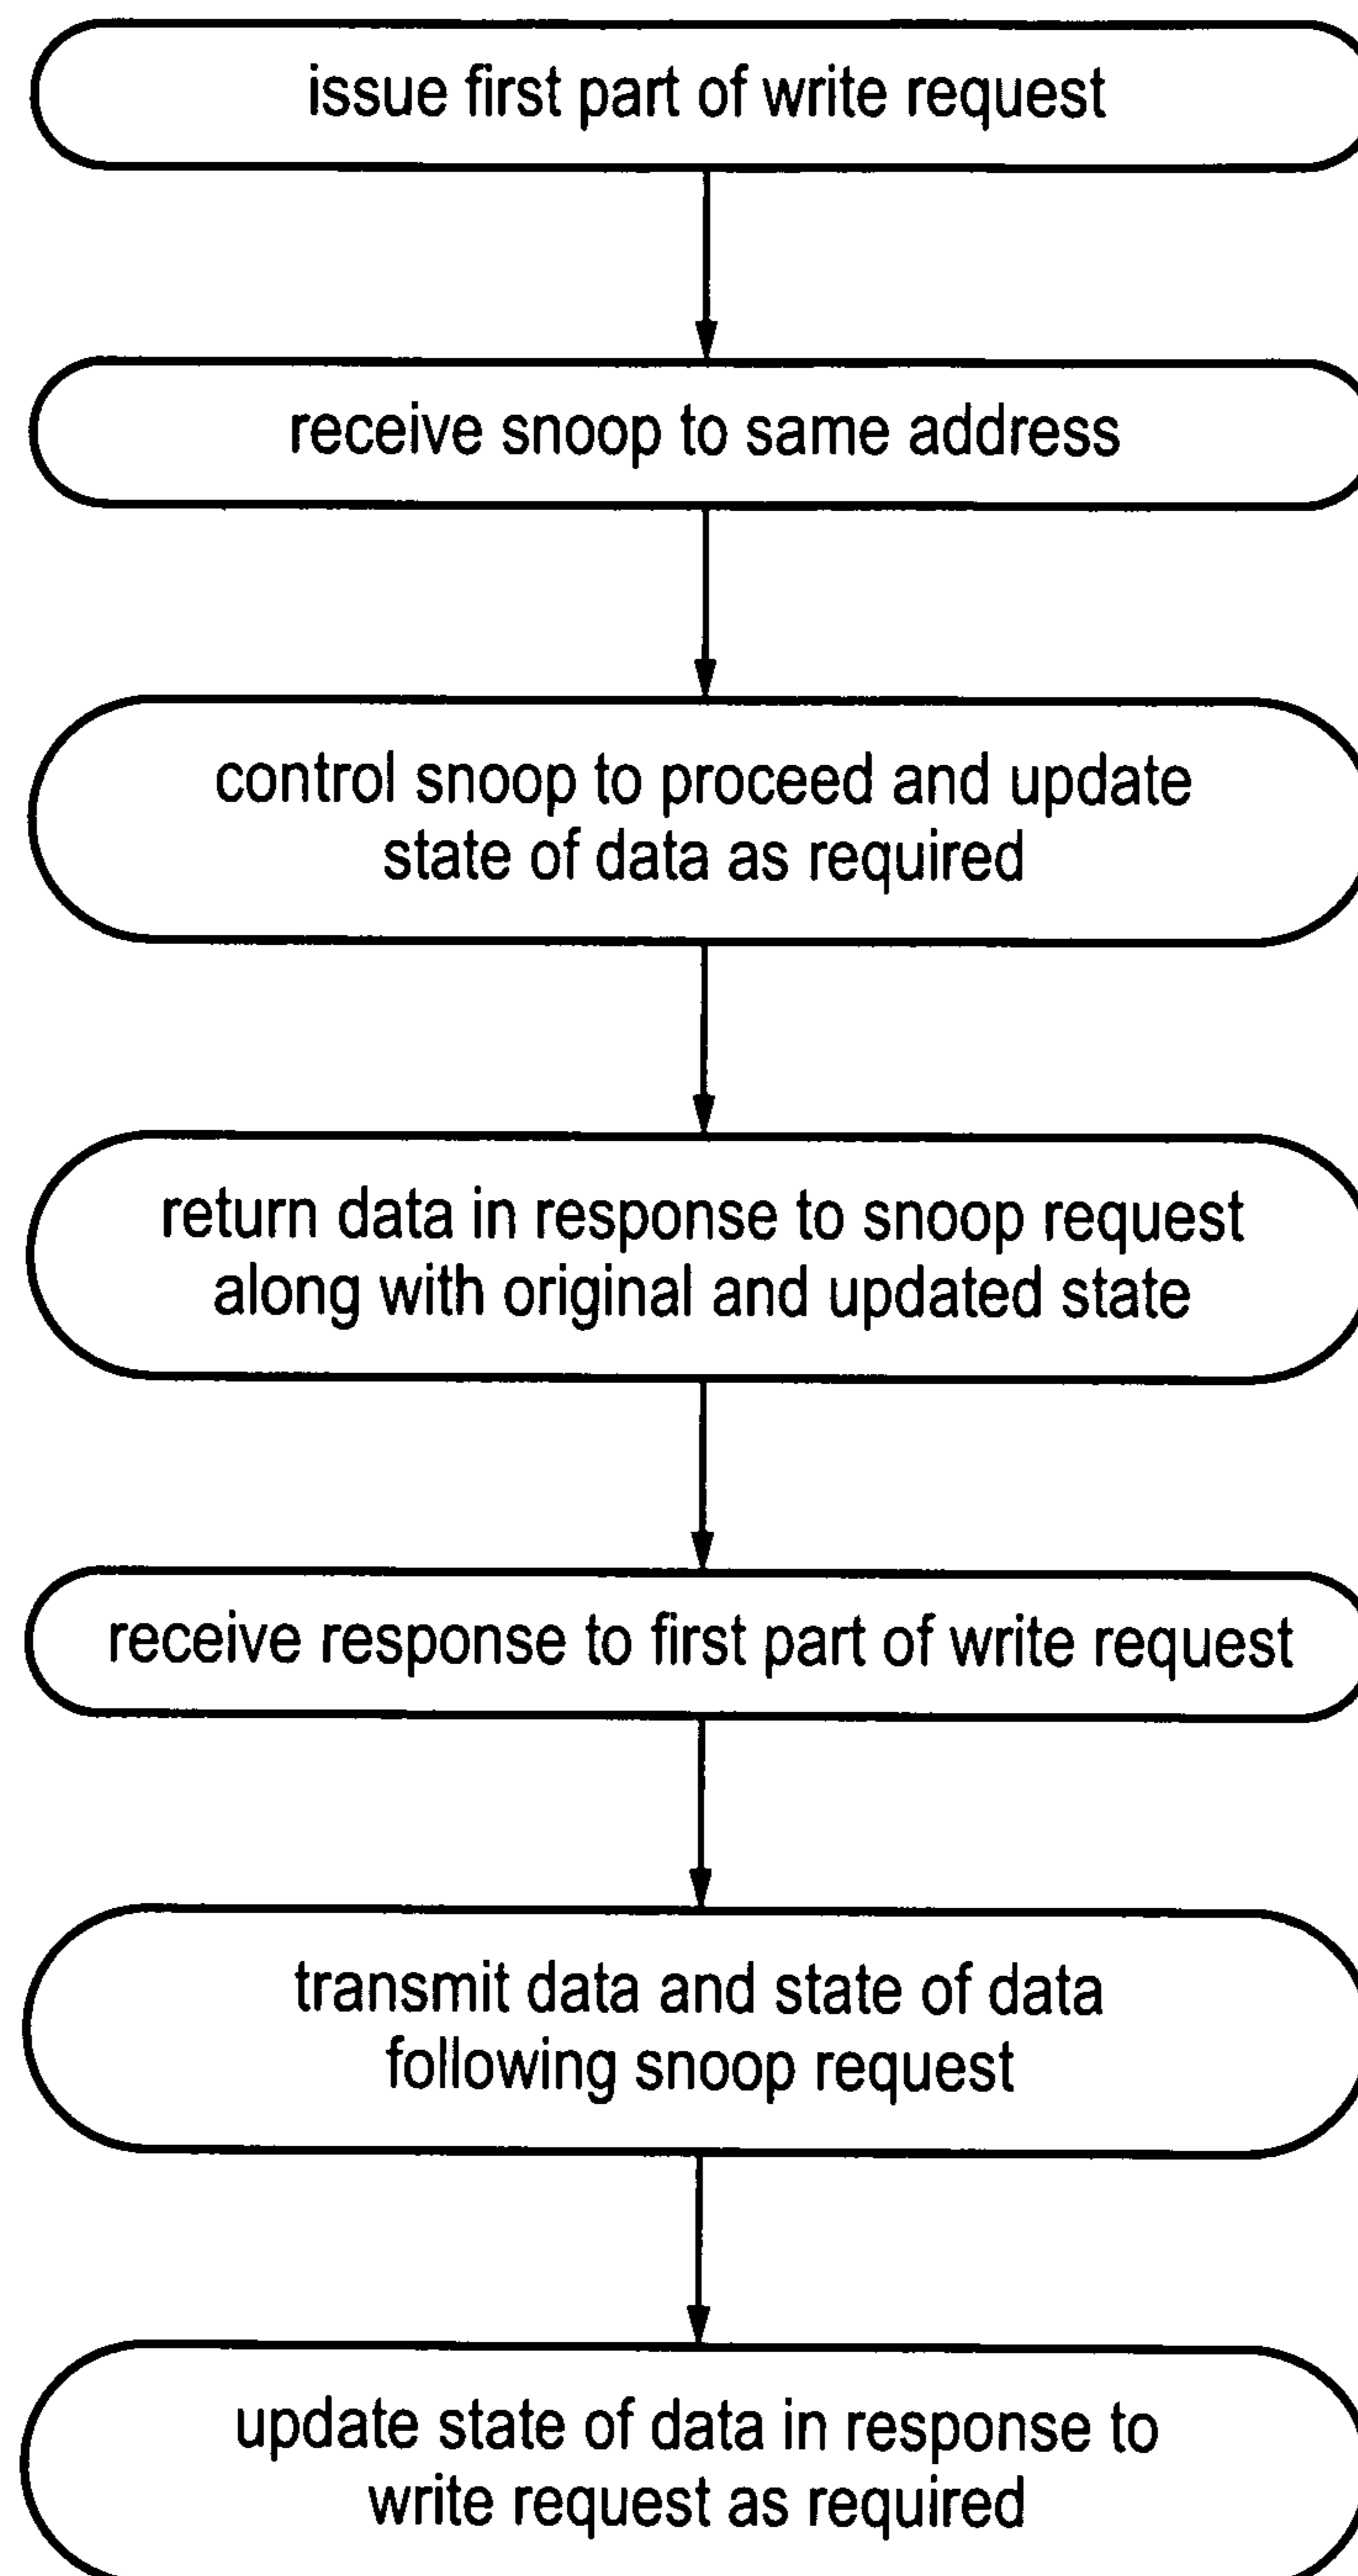 issue first part of write request
receive snoop to same address
control snoop to proceed and update
state of data as required
return data in response to snoop request
along with original and updated state
receive response to first part of write request
transmit data and state of data
following snoop request
update state of data in response to
write request as required